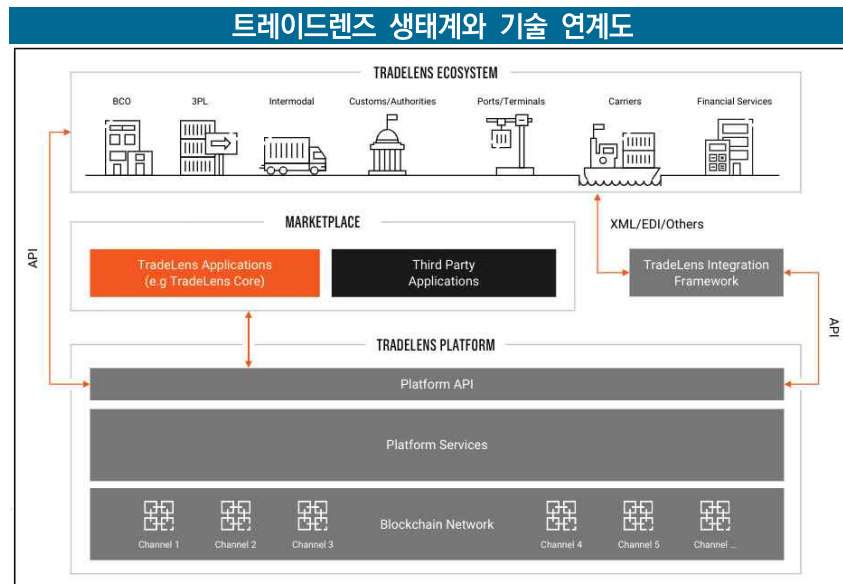 트레이드렌즈 생태계와 기술 연계도
TRADELENS ECOSYSTEM
BCO
3PL
Intermodal
Customs/Authorities
Ports/Terminals
Carriers
Financial Services
API
MARKETPLACE
TradeLens Applications
(e.g TradeLens Core)
Third Party
Applications
XML/EDI/Others
TradeLens Integration
Framework
API
TRADELENS PLATFORM
Platform API
Platform Services
Blockchain Network
Channel 1
Channel 2
Channel 3
Channel 4
Channel 5
Channel ...